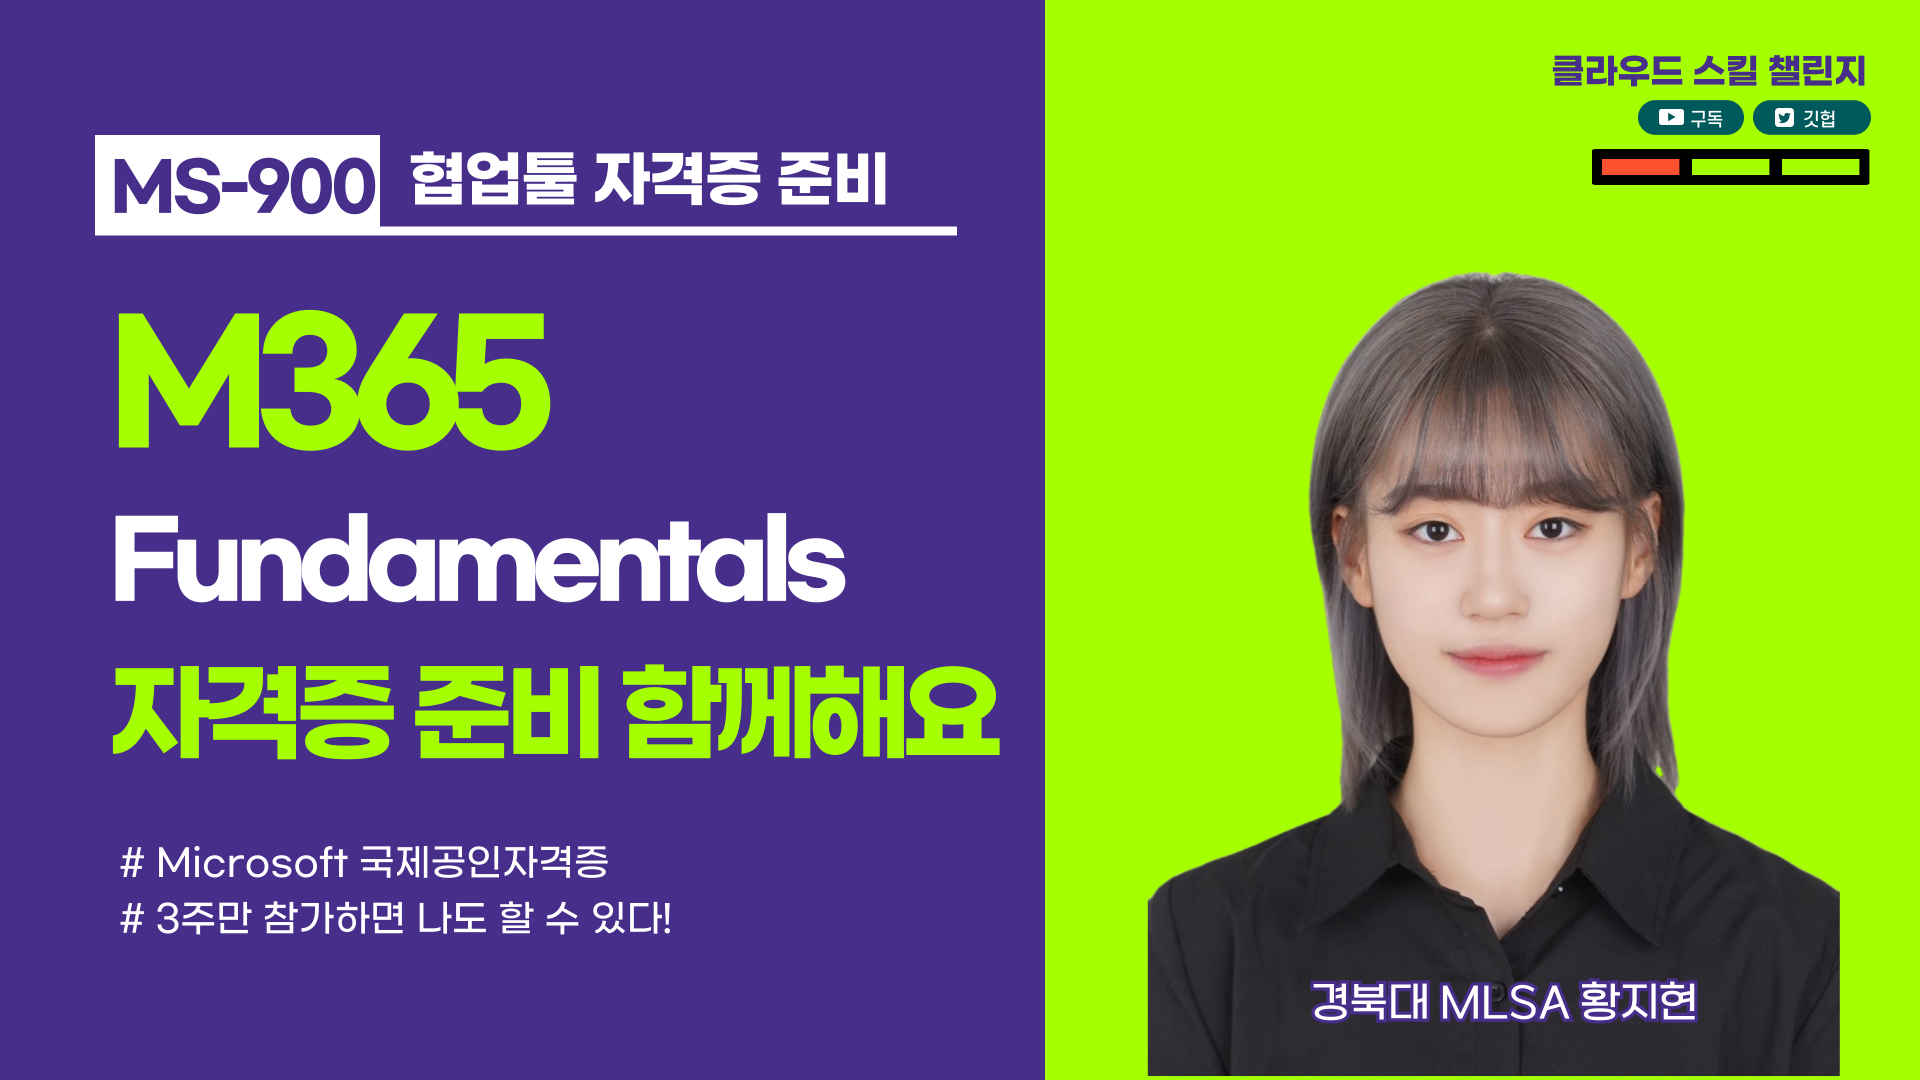 MS-900 협업툴 자격증 준비
M365
Fundamentals
자격증 준비 함께해요
# Microsoft 국제공인자격증
# 3주만 참가하면 나도 할 수 있다!
클라우드 스킬 챌린지
구독 깃헙
경북대 MLSA 황지현